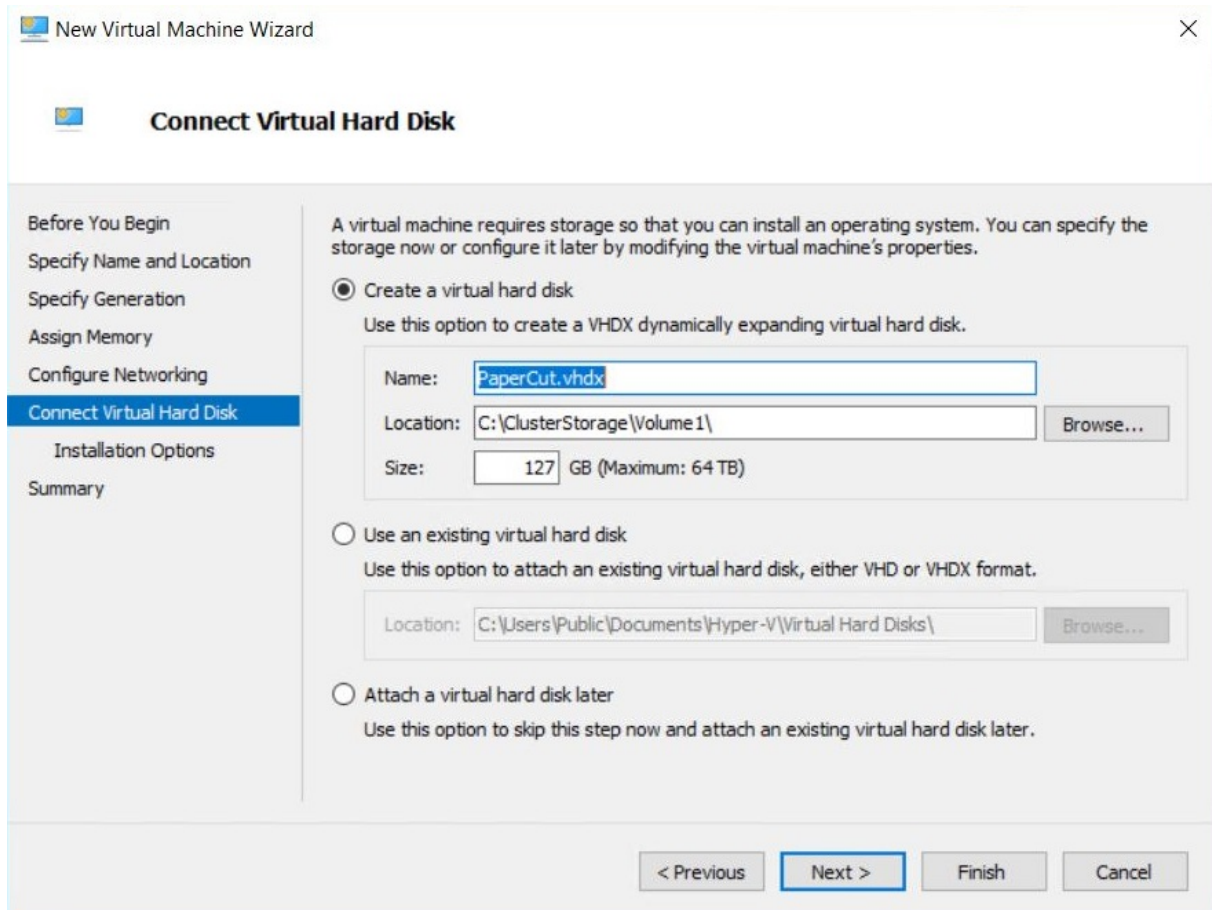 New Virtual Machine Wizard
Connect Virtual Hard Disk
Before You Begin
Specify Name and Location
Specify Generation
Assign Memory
Configure Networking
Connect Virtual Hard Disk
Installation Options
Summary
A virtual machine requires storage so that you can install an operating system. You can specify the
storage now or configure it later by modifying the virtual machine's properties.
Create a virtual hard disk
Use this option to create a VHDX dynamically expanding virtual hard disk.
Name: PaperCut.vhdx
Location: C:\ClusterStorage\Volume1\ Browse...
Size: 127 GB (Maximum: 64 TB)
Use an existing virtual hard disk
Use this option to attach an existing virtual hard disk, either VHD or VHDX format.
Location: C:\Users\Public\Documents\Hyper-V\Virtual Hard Disks\ Browse...
Attach a virtual hard disk later
Use this option to skip this step now and attach an existing virtual hard disk later.
< Previous Next > Finish Cancel